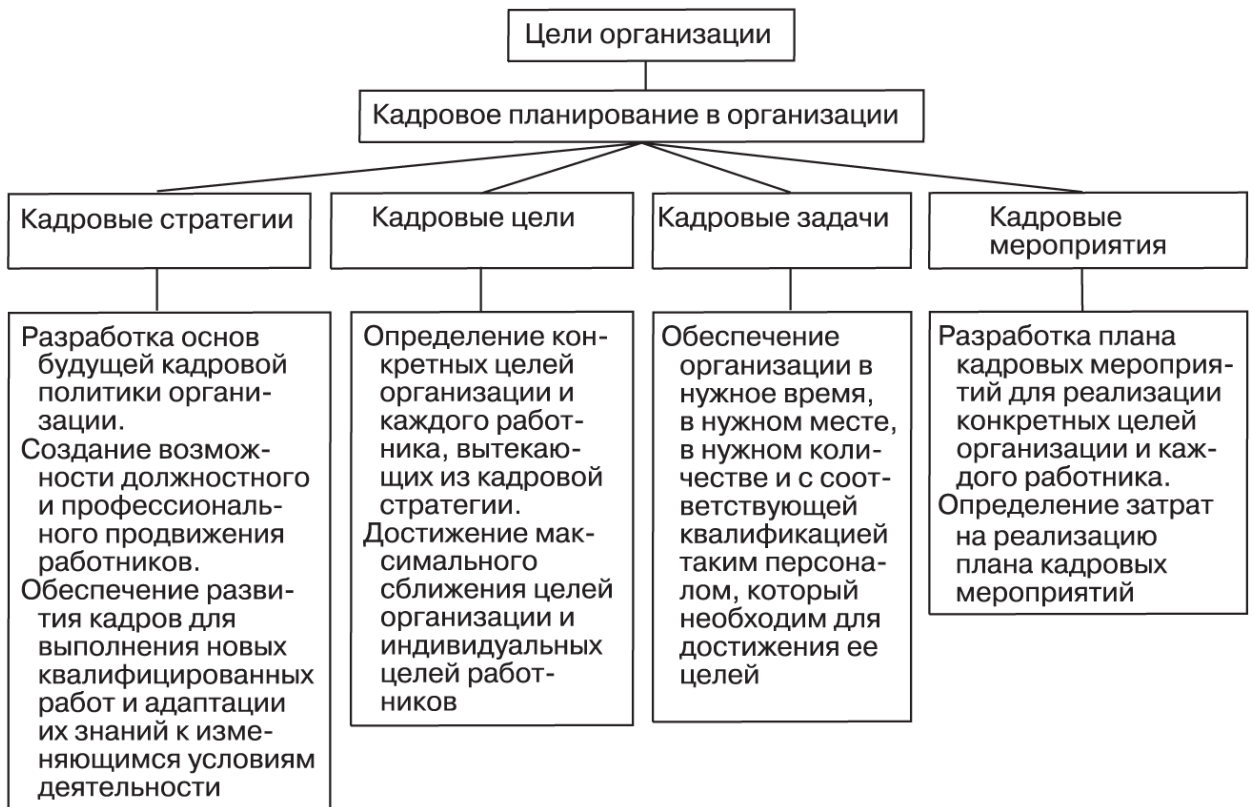 Цели организации
Кадровое планирование в организации
Кадровые стратегии
Кадровые цели
Кадровые задачи
Кадровые
мероприятия
Разработка основ
будущей кадровой
политики органи-
зации.
Создание возмож-
ности должностного
и профессиональ-
ного продвижения
работников.
Обеспечение разви-
тия кадров для
выполнения новых
квалифицированных
работ и адаптации
их знаний к изме-
няющимся условиям
деятельности
Определение кон-
кретных целей
организации и
каждого работ-
ника, вытекаю-
щих из кадровой
стратегии.
Достижение мак-
симального
сближения целей
организации и
индивидуальных
целей работ-
ников
Обеспечение
организации в
нужное время,
в нужном месте,
в нужном коли-
честве и с соот-
ветствующей
квалификацией
таким персона-
лом, который
необходим для
достижения ее
целей
Разработка плана
кадровых мероприя-
тий для реализации
конкретных целей
организации и каж-
дого работника.
Определение затрат
на реализацию
плана кадровых
мероприятий